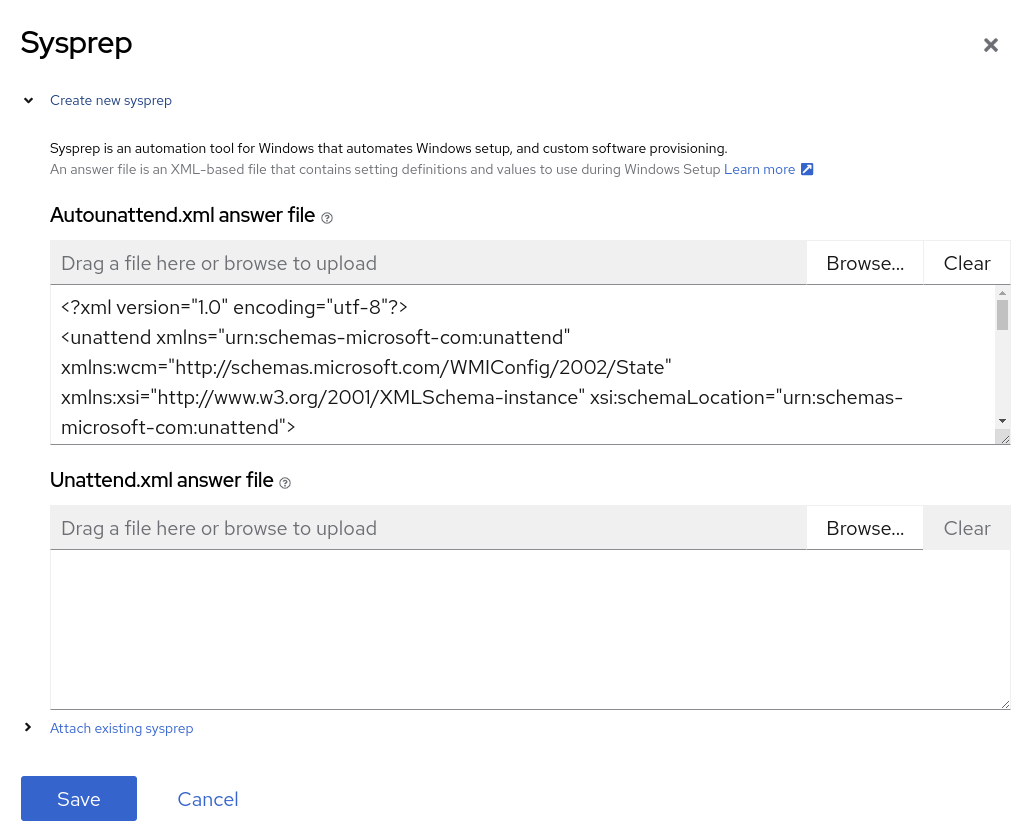 Sysprep
Create new sysprep
Sysprep is an automation tool for Windows that automates Windows setup, and custom software provisioning.
An answer file is an XML-based file that contains setting definitions and values to use during Windows Setup Learn more
Autounattend.xml answer file
Drag a file here or browse to upload Browse... Clear
<?xml version="1.0" encoding="utf-8"?>
<unattend xmlns="urn:schemas-microsoft-com:unattend"
xmlns:wcm="http://schemas.microsoft.com/WMIConfig/2002/State"
xmlns:xsi="http://www.w3.org/2001/XMLSchema-instance" xsi:schemaLocation="urn:schemas-
microsoft-com:unattend">
Unattend.xml answer file
Drag a file here or browse to upload Browse... Clear
Attach existing sysprep
Save Cancel